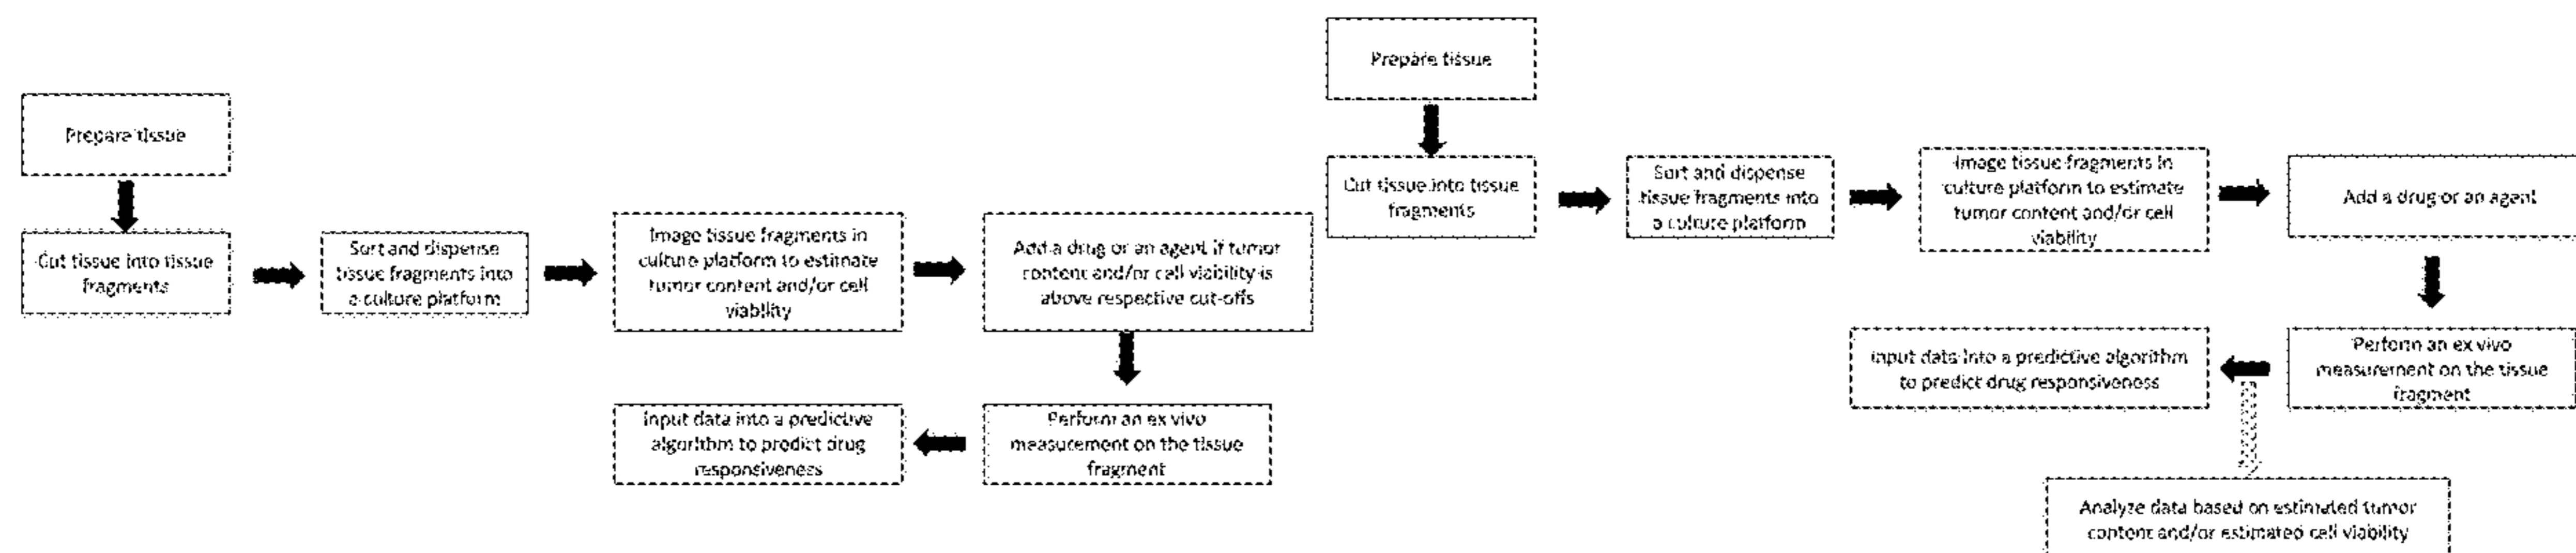 Prepare tissue
Cut tissue into tissue
fragments
Sort and dispense
tissue fragments into
a culture platform
Image tissue fragments in
culture platform to estimate
tumor content and/or cell
viability
Add a drug or an agent if tumor
content and/or cell viability is
above respective cut-offs
Perform an ex vivo
measurement on the tissue
fragment
Input data into a predictive
algorithm to predict drug
responsiveness
Prepare tissue
Cut tissue into tissue
fragments
Sort and dispense
tissue fragments into
a culture platform
Image tissue fragments in
culture platform to estimate
tumor content and/or cell
viability
Add a drug or an agent
Perform an ex vivo
measurement on the tissue
fragment
Input data into a predictive algorithm
to predict drug responsiveness
Analyze data based on estimated tumor
content and/or estimated cell viability